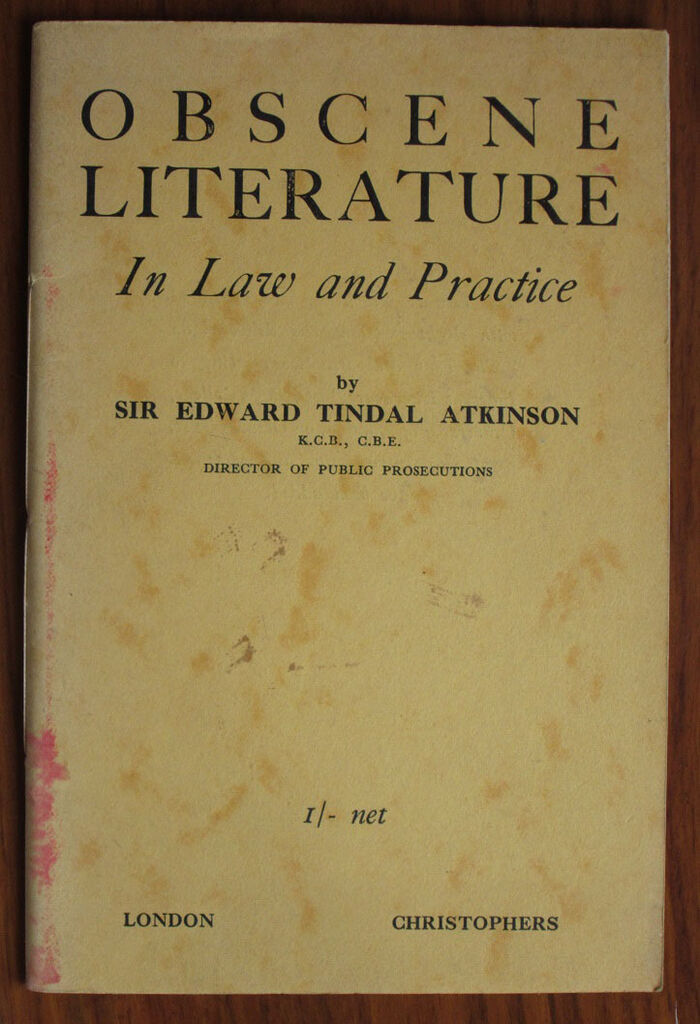 OBSCENE
LITERATURE
In Law and Practice
by
SIR EDWARD TINDAL ATKINSON
K.C.B., C.B.E.
DIRECTOR OF PUBLIC PROSECUTIONS
1/- net
LONDON CHRISTOPHERS